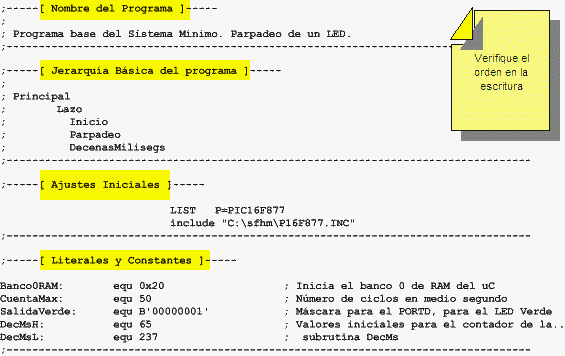 ;-----[ Nombre del Programa ]-----
;
; Programa base del Sistema Mínimo. Parpadeo de un LED.
;--------------------------------------------------------------------------------
;-----[ Jerarquía Básica del programa ]-----
;
; Principal
;        Lazo
;          Inicio
;          Parpadeo
;          DecenasMilisegs
;--------------------------------------------------------------------------------
Verifique el
orden en la
escritura
;-----[ Ajustes Iniciales ]-----
LIST   P=PIC16F877
include "C:\sfhm\P16F877.INC"
;--------------------------------------------------------------------------------
;-----[ Literales y Constantes ]-----
Banco0RAM:        equ 0x20                  ; Inicia el banco 0 de RAM del uC
CuentaMax:        equ 50                    ; Número de ciclos en medio segundo
SalidaVerde:      equ B'00000001'           ; Máscara para el PORTD, para el LED Verde
DecMsH:           equ 65                    ; Valores iniciales para el contador de la..
DecMsL:           equ 237                   ;  subrutina DecMs
;--------------------------------------------------------------------------------